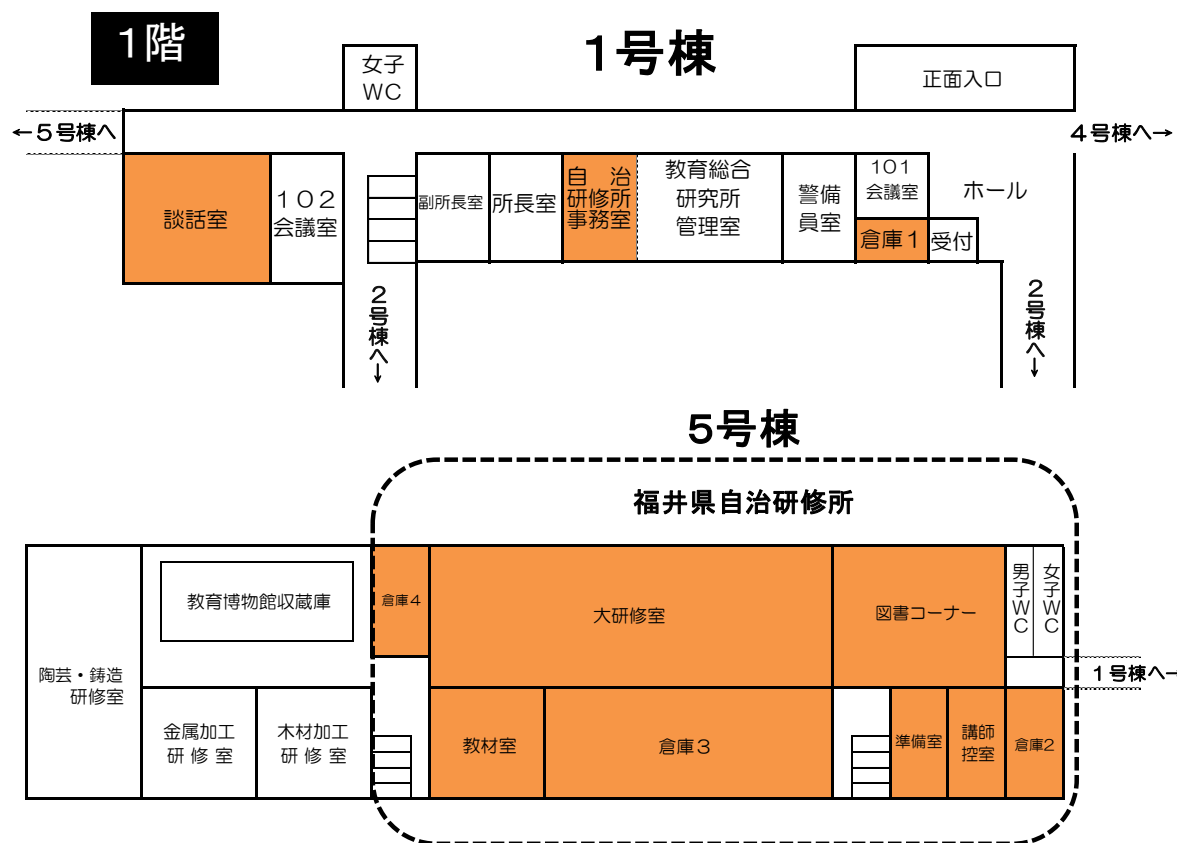 1階
1号棟
女子
WC
正面入口
←5号棟へ
4号棟へ→
談話室
102
会議室
副所長室
所長室
自 治
研修所
事務室
教育総合
研究所
管理室
警備
員室
101
会議室
倉庫1
受付
ホール
2号棟へ→
2号棟へ→
5号棟
福井県自治研修所
陶芸・鋳造
研修室
教育博物館収蔵庫
倉庫4
大研修室
図書コーナー
男子WC
女子WC
1号棟へ→
金属加工
研 修 室
木材加工
研 修 室
教材室
倉庫3
準備室
講師
控室
倉庫2